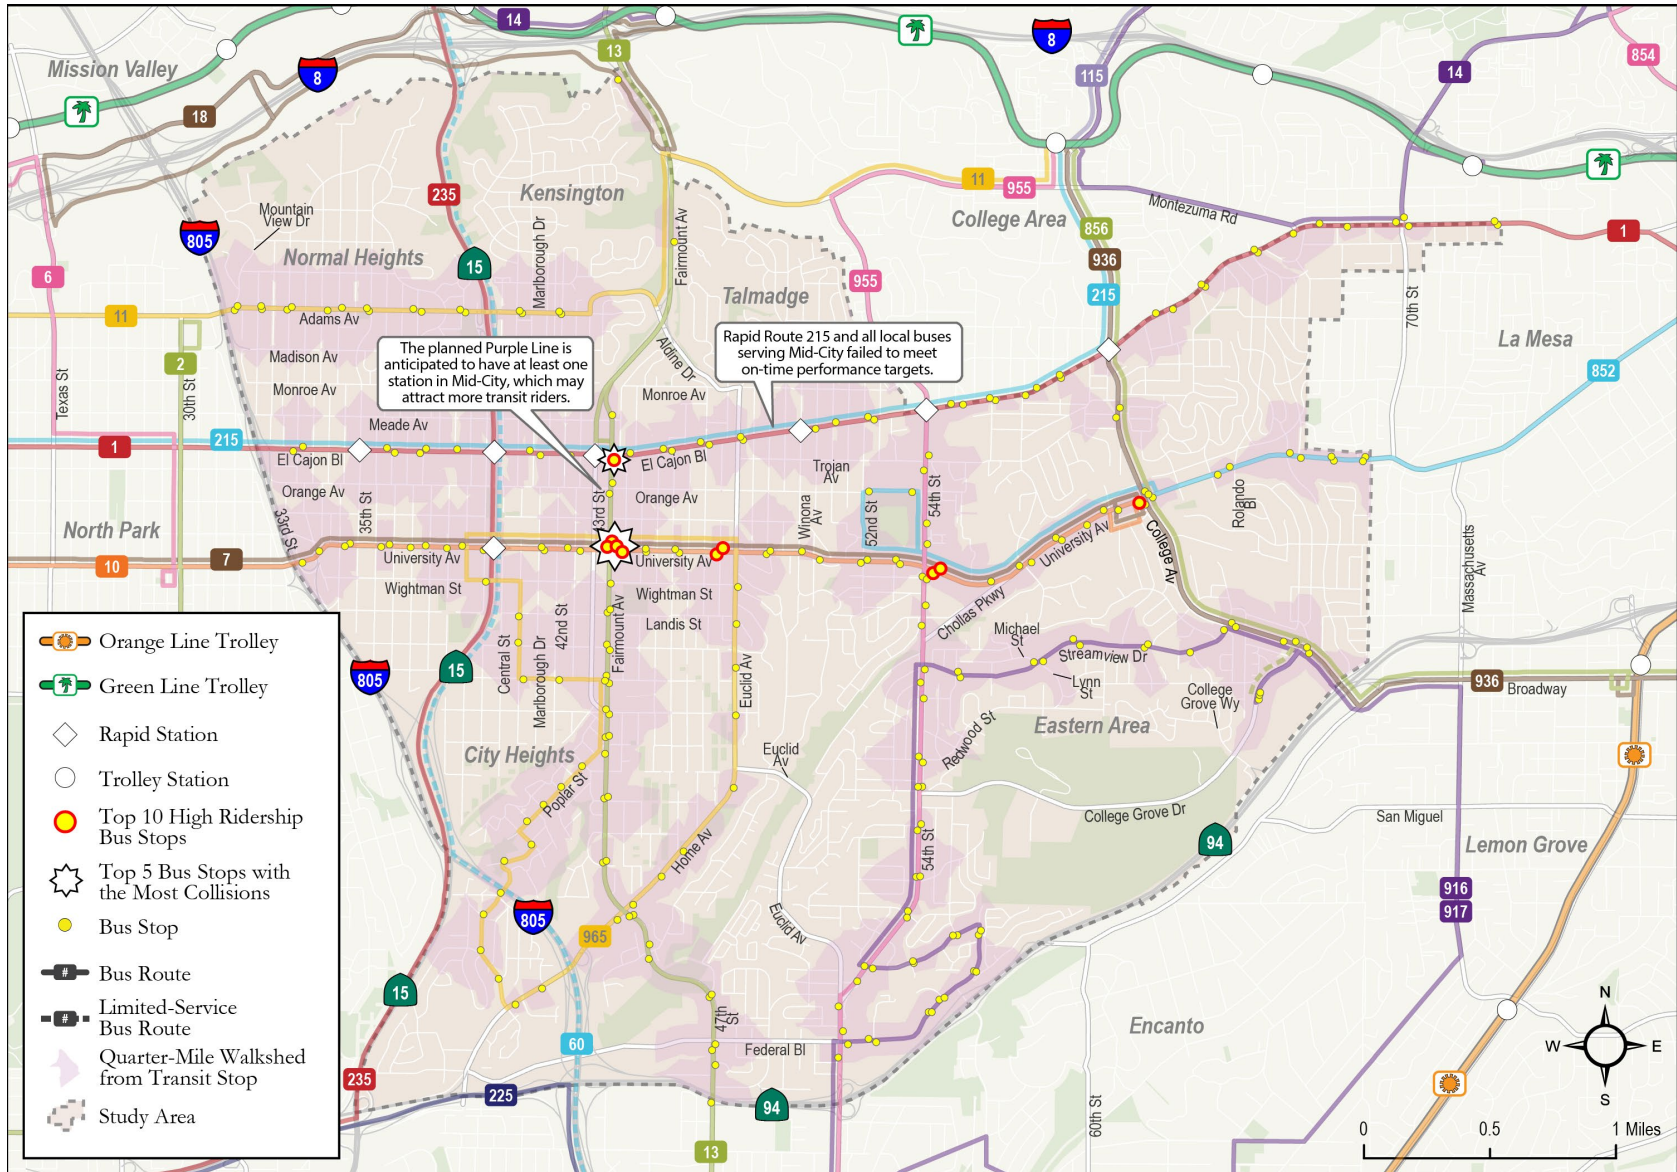 14
13
8
8
115
14
854
Mission Valley
18
235
Kensington
11
955
College Area
Montezuma Rd
Mountain
View Dr
805
Normal Heights
15
Marlborough Dr
Fairmount Av
856
936
215
1
6
955
Talmadge
70th St
La Mesa
11
Adams Av
Madison Av
Monroe Av
2
30th St
Texas St
The planned Purple Line is
anticipated to have at least one
station in Mid-City, which may
attract more transit riders.
Rapid Route 215 and all local buses
serving Mid-City failed to meet
on-time performance targets.
Aldine Dr
Monroe Av
852
Meade Av
1
215
El Cajon Bl
El Cajon Bl
Orange Av
Orange Av
Trojan
Av
35th St
43rd St
Winona
Av
52nd St
54th St
Rolando
Bl
North Park
33rd St
10
7
University Av
University Av
University Av
College Av
Massachusetts
Av
Wightman St
Wightman St
Landis St
Chollas Pkwy
Michael
St
Streamview Dr
Lynn
St
College
Grove Wy
Central St
Marlborough Dr
42nd St
Fairmount Av
Euclid Av
15
805
936
Broadway
Redwood St
Eastern Area
City Heights
Euclid
Av
Poplar St
Home Av
College Grove Dr
San Miguel
94
Lemon Grove
54th St
916
917
805
965
Euclid Av
15
47th
St
Federal Bl
60
235
225
94
13
60th St
Encanto
Orange Line Trolley
Green Line Trolley
Rapid Station
Trolley Station
Top 10 High Ridership
Bus Stops
Top 5 Bus Stops with
the Most Collisions
Bus Stop
# Bus Route
# Limited-Service
Bus Route
Quarter-Mile Walkshed
from Transit Stop
Study Area
N
W E
S
0 0.5 1 Miles